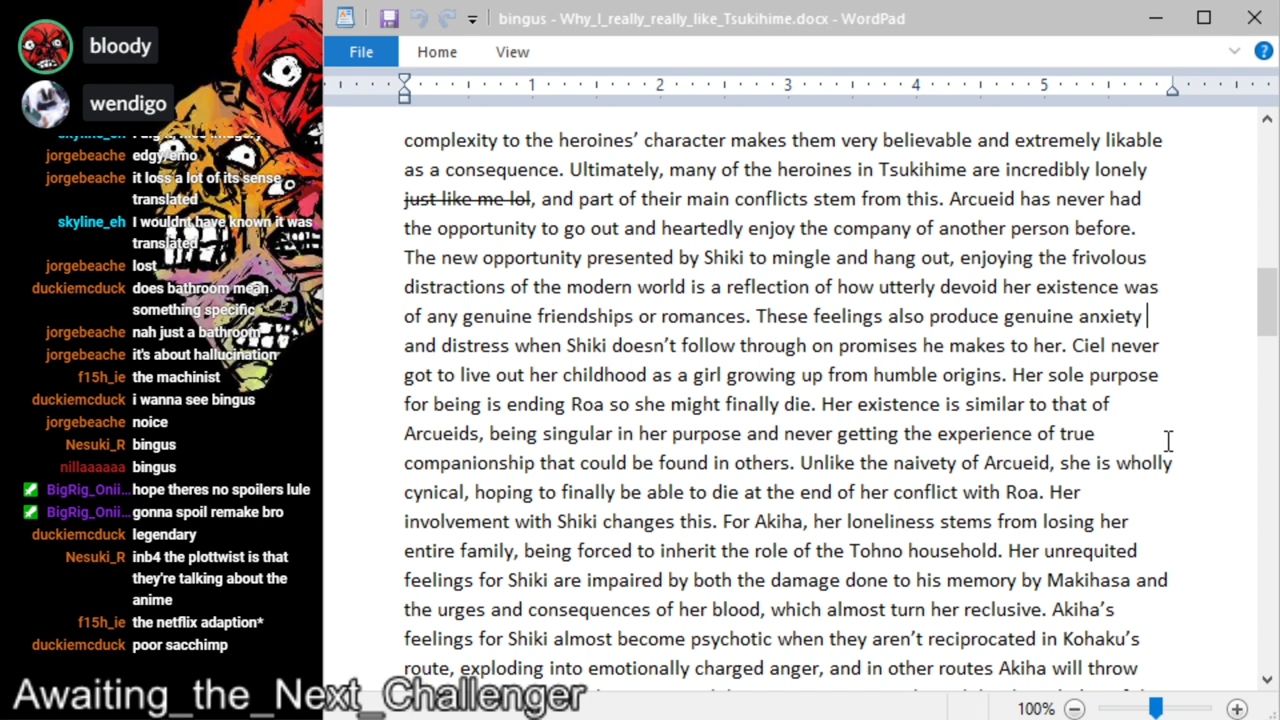 bloody
wendigo
skyline_eh
jorgebeache edgy/emo
jorgebeache it loss a lot of its sense
translated
skyline_eh I wouldnt have known it was
translated
jorgebeache lost
duckiemcduck does bathroom mean
something specific
jorgebeache nah just a bathroom
jorgebeache it's about hallucination
f15h_ie the machinist
duckiemcduck i wanna see bingus
jorgebeache noice
Nesuki_R bingus
nillaaaaaa bingus
BigRig_Onii... hope theres no spoilers lule
BigRig_Onii... gonna spoil remake bro
duckiemcduck legendary
Nesuki_R inb4 the plottwist is that
they're talking about the
anime
f15h_ie the netflix adaption*
duckiemcduck poor sacchimp
Awaiting_the_Next_Challenger
bingus - Why_I_really_really_like_Tsukihime.docx - WordPad
File Home View
1 2 3 4 5
complexity to the heroines’ character makes them very believable and extremely likable
as a consequence. Ultimately, many of the heroines in Tsukihime are incredibly lonely
just like me lol, and part of their main conflicts stem from this. Arcueid has never had
the opportunity to go out and heartedly enjoy the company of another person before.
The new opportunity presented by Shiki to mingle and hang out, enjoying the frivolous
distractions of the modern world is a reflection of how utterly devoid her existence was
of any genuine friendships or romances. These feelings also produce genuine anxiety
and distress when Shiki doesn’t follow through on promises he makes to her. Ciel never
got to live out her childhood as a girl growing up from humble origins. Her sole purpose
for being is ending Roa so she might finally die. Her existence is similar to that of
Arcueids, being singular in her purpose and never getting the experience of true
companionship that could be found in others. Unlike the naivety of Arcueid, she is wholly
cynical, hoping to finally be able to die at the end of her conflict with Roa. Her
involvement with Shiki changes this. For Akiha, her loneliness stems from losing her
entire family, being forced to inherit the role of the Tohno household. Her unrequited
feelings for Shiki are impaired by both the damage done to his memory by Makihasa and
the urges and consequences of her blood, which almost turn her reclusive. Akiha’s
feelings for Shiki almost become psychotic when they aren’t reciprocated in Kohaku’s
route, exploding into emotionally charged anger, and in other routes Akiha will throw
100%